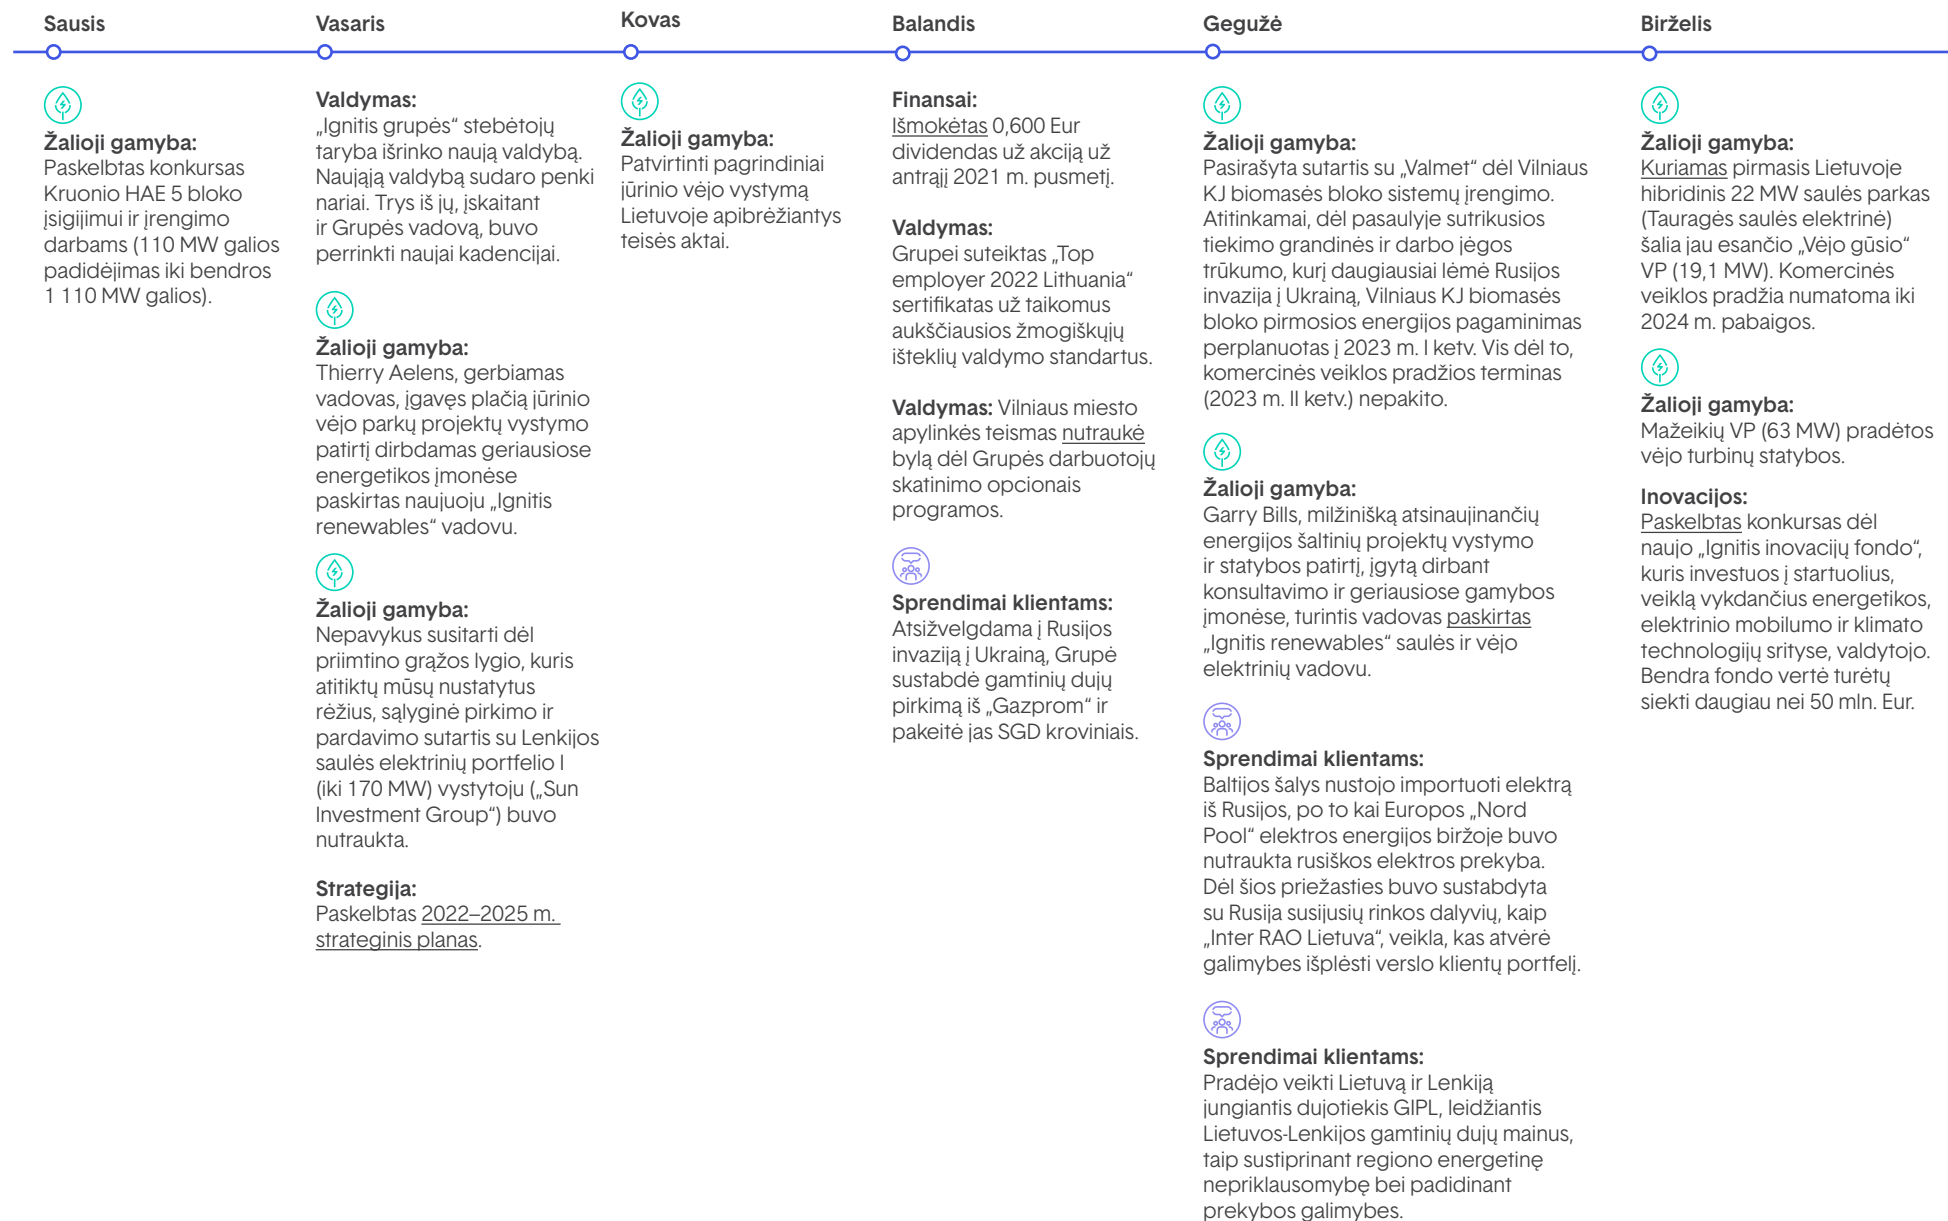 Sausis
Žalioji gamyba:
Paskelbtas konkursas
Kruonio HAE 5 bloko
įsigijimui ir įrengimo
darbams (110 MW galios
padidėjimas iki bendros
1 110 MW galios).
Vasaris
Valdymas:
„Ignitis grupės“ stebėtojų
taryba išrinko naują valdybą.
Naująją valdybą sudaro penki
nariai. Trys iš jų, įskaitant
ir Grupės vadovą, buvo
perrinkti naujai kadencijai.
Žalioji gamyba:
Thierry Aelens, gerbiamas
vadovas, įgavęs plačią jūrinio
vėjo parkų projektų vystymo
patirtį dirbdamas geriausiose
energetikos įmonėse
paskirtas naujuoju „Ignitis
renewables“ vadovu.
Žalioji gamyba:
Nepavykus susitarti dėl
priimtino grąžos lygio, kuris
atitiktų mūsų nustatytus
rėžius, sąlyginė pirkimo ir
pardavimo sutartis su Lenkijos
saulės elektrinių portfelio I
(iki 170 MW) vystytoju („Sun
Investment Group“) buvo
nutraukta.
Strategija:
Paskelbtas 2022–2025 m.
strateginis planas.
Kovas
Žalioji gamyba:
Patvirtinti pagrindiniai
jūrinio vėjo vystymą
Lietuvoje apibrėžiantys
teisės aktai.
Balandis
Finansai:
Išmokėtas 0,600 Eur
dividendas už akciją už
antrąjį 2021 m. pusmetį.
Valdymas:
Grupei suteiktas „Top
employer 2022 Lithuania“
sertifikatas už taikomus
aukščiausios žmogiškųjų
išteklių valdymo standartus.
Valdymas: Vilniaus miesto
apylinkės teismas nutraukė
bylą dėl Grupės darbuotojų
skatinimo opcionais
programos.
Sprendimai klientams:
Atsižvelgdama į Rusijos
invaziją į Ukrainą, Grupė
sustabdė gamtinių dujų
pirkimą iš „Gazprom“ ir
pakeitė jas SGD kroviniais.
Gegužė
Žalioji gamyba:
Pasirašyta sutartis su „Valmet“ dėl Vilniaus
KJ biomasės bloko sistemų įrengimo.
Atitinkamai, dėl pasaulyje sutrikusios
tiekimo grandinės ir darbo jėgos
trūkumo, kurį daugiausiai lėmė Rusijos
invazija į Ukrainą, Vilniaus KJ biomasės
bloko pirmosios energijos pagaminimas
perplanuotas į 2023 m. I ketv. Vis dėl to,
komercinės veiklos pradžios terminas
(2023 m. II ketv.) nepakito.
Žalioji gamyba:
Garry Bills, milžinišką atsinaujinančių
energijos šaltinių projektų vystymo
ir statybos patirtį, įgytą dirbant
konsultavimo ir geriausiose gamybos
įmonėse, turintis vadovas paskirtas
„Ignitis renewables“ saulės ir vėjo
elektrinių vadovu.
Sprendimai klientams:
Baltijos šalys nustojo importuoti elektrą
iš Rusijos, po to kai Europos „Nord
Pool“ elektros energijos biržoje buvo
nutraukta rusiškos elektros prekyba.
Dėl šios priežasties buvo sustabdyta
su Rusija susijusių rinkos dalyvių, kaip
„Inter RAO Lietuva“, veikla, kas atvėrė
galimybes išplėsti verslo klientų portfelį.
Sprendimai klientams:
Pradėjo veikti Lietuvą ir Lenkiją
jungiantis dujotiekis GIPL, leidžiantis
Lietuvos-Lenkijos gamtinių dujų mainus,
taip sustiprinant regiono energetinę
nepriklausomybę bei padidinant
prekybos galimybes.
Birželis
Žalioji gamyba:
Kuriamas pirmasis Lietuvoje
hibridinis 22 MW saulės parkas
(Tauragės saulės elektrinė)
šalia jau esančio „Vėjo gūsio“
VP (19,1 MW). Komercinės
veiklos pradžia numatoma iki
2024 m. pabaigos.
Žalioji gamyba:
Mažeikių VP (63 MW) pradėtos
vėjo turbinų statybos.
Inovacijos:
Paskelbtas konkursas dėl
naujo „Ignitis inovacijų fondo“,
kuris investuos į startuolius,
veiklą vykdančius energetikos,
elektrinio mobilumo ir klimato
technologijų srityse, valdytojo.
Bendra fondo vertė turėtų
siekti daugiau nei 50 mln. Eur.